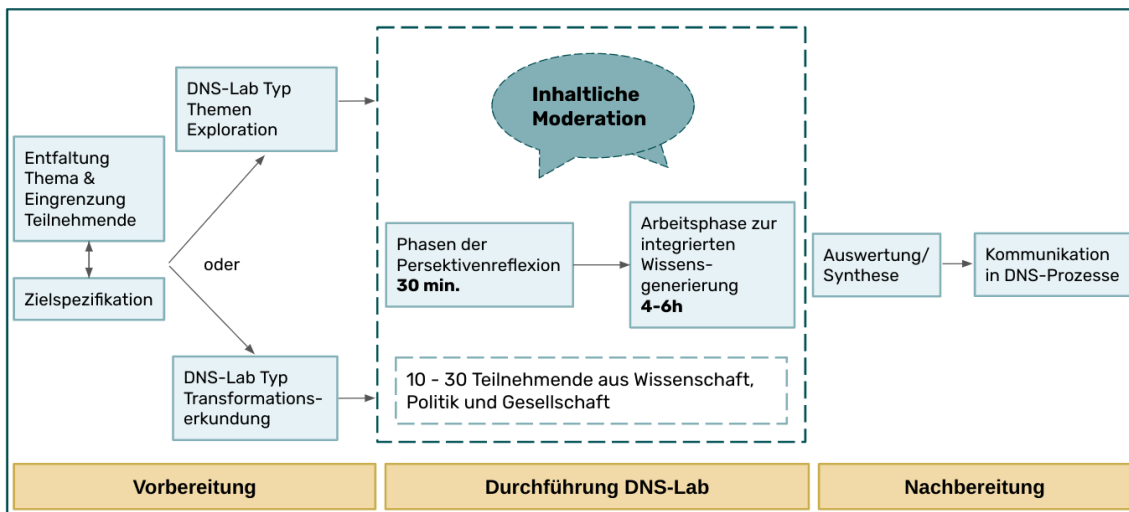 Entfaltung
Thema &
Eingrenzung
Teilnehmende
Zielspezifikation
oder
DNS-Lab Typ
Themen
Exploration
DNS-Lab Typ
Transformations-
erkundung
Inhaltliche
Moderation
Phasen der
Persektivenreflexion
30 min.
Arbeitsphase zur
integrierten
Wissens-
generierung
4-6h
10 - 30 Teilnehmende aus Wissenschaft,
Politik und Gesellschaft
Auswertung/
Synthese
Kommunikation
in DNS-Prozesse
Vorbereitung
Durchführung DNS-Lab
Nachbereitung